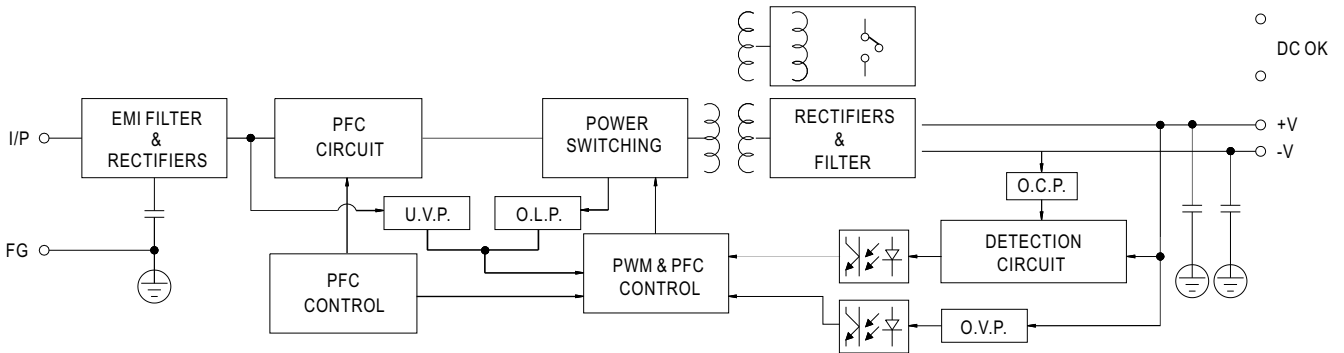 DC OK
I/P
EMI FILTER
&
RECTIFIERS
PFC
CIRCUIT
POWER
SWITCHING
RECTIFIERS
&
FILTER
+V
-V
O.C.P.
U.V.P.
O.L.P.
FG
DETECTION
CIRCUIT
PFC
CONTROL
PWM & PFC
CONTROL
O.V.P.